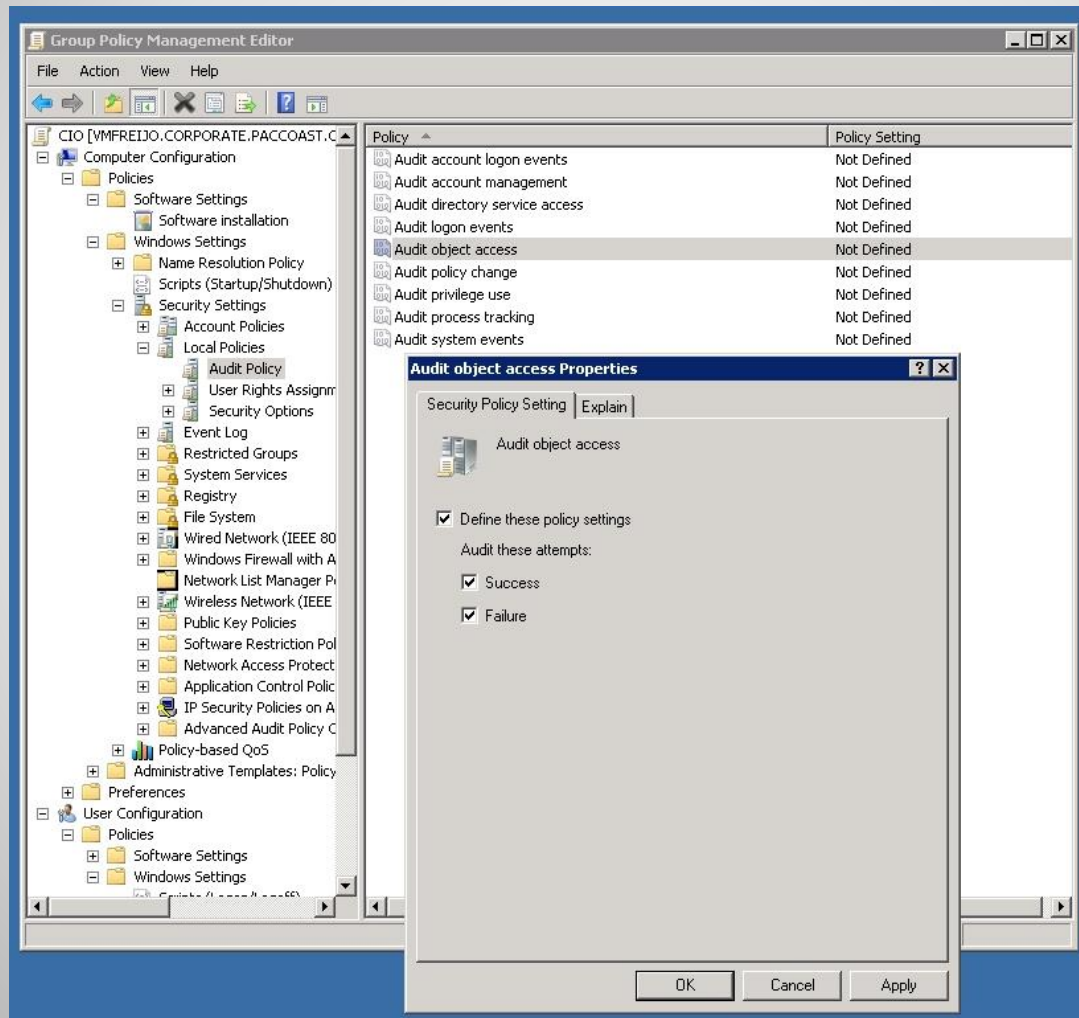 Group Policy Management Editor
File Action View Help
CIO [VMFREIJO.CORPORATE.PACCOAST.C
Computer Configuration
Policies
Software Settings
Software installation
Windows Settings
Name Resolution Policy
Scripts (Startup/Shutdown)
Security Settings
Account Policies
Local Policies
Audit Policy
User Rights Assignm
Security Options
Event Log
Restricted Groups
System Services
Registry
File System
Wired Network (IEEE 80
Windows Firewall with A
Network List Manager P
Wireless Network (IEEE
Public Key Policies
Software Restriction Pol
Network Access Protect
Application Control Polic
IP Security Policies on A
Advanced Audit Policy C
Policy-based QoS
Administrative Templates: Policy
Preferences
User Configuration
Policies
Software Settings
Windows Settings
Policy Policy Setting
Audit account logon events Not Defined
Audit account management Not Defined
Audit directory service access Not Defined
Audit logon events Not Defined
Audit object access Not Defined
Audit policy change Not Defined
Audit privilege use Not Defined
Audit process tracking Not Defined
Audit system events Not Defined
Audit object access Properties
Security Policy Setting Explain
Audit object access
Define these policy settings
Audit these attempts:
Success
Failure
OK Cancel Apply